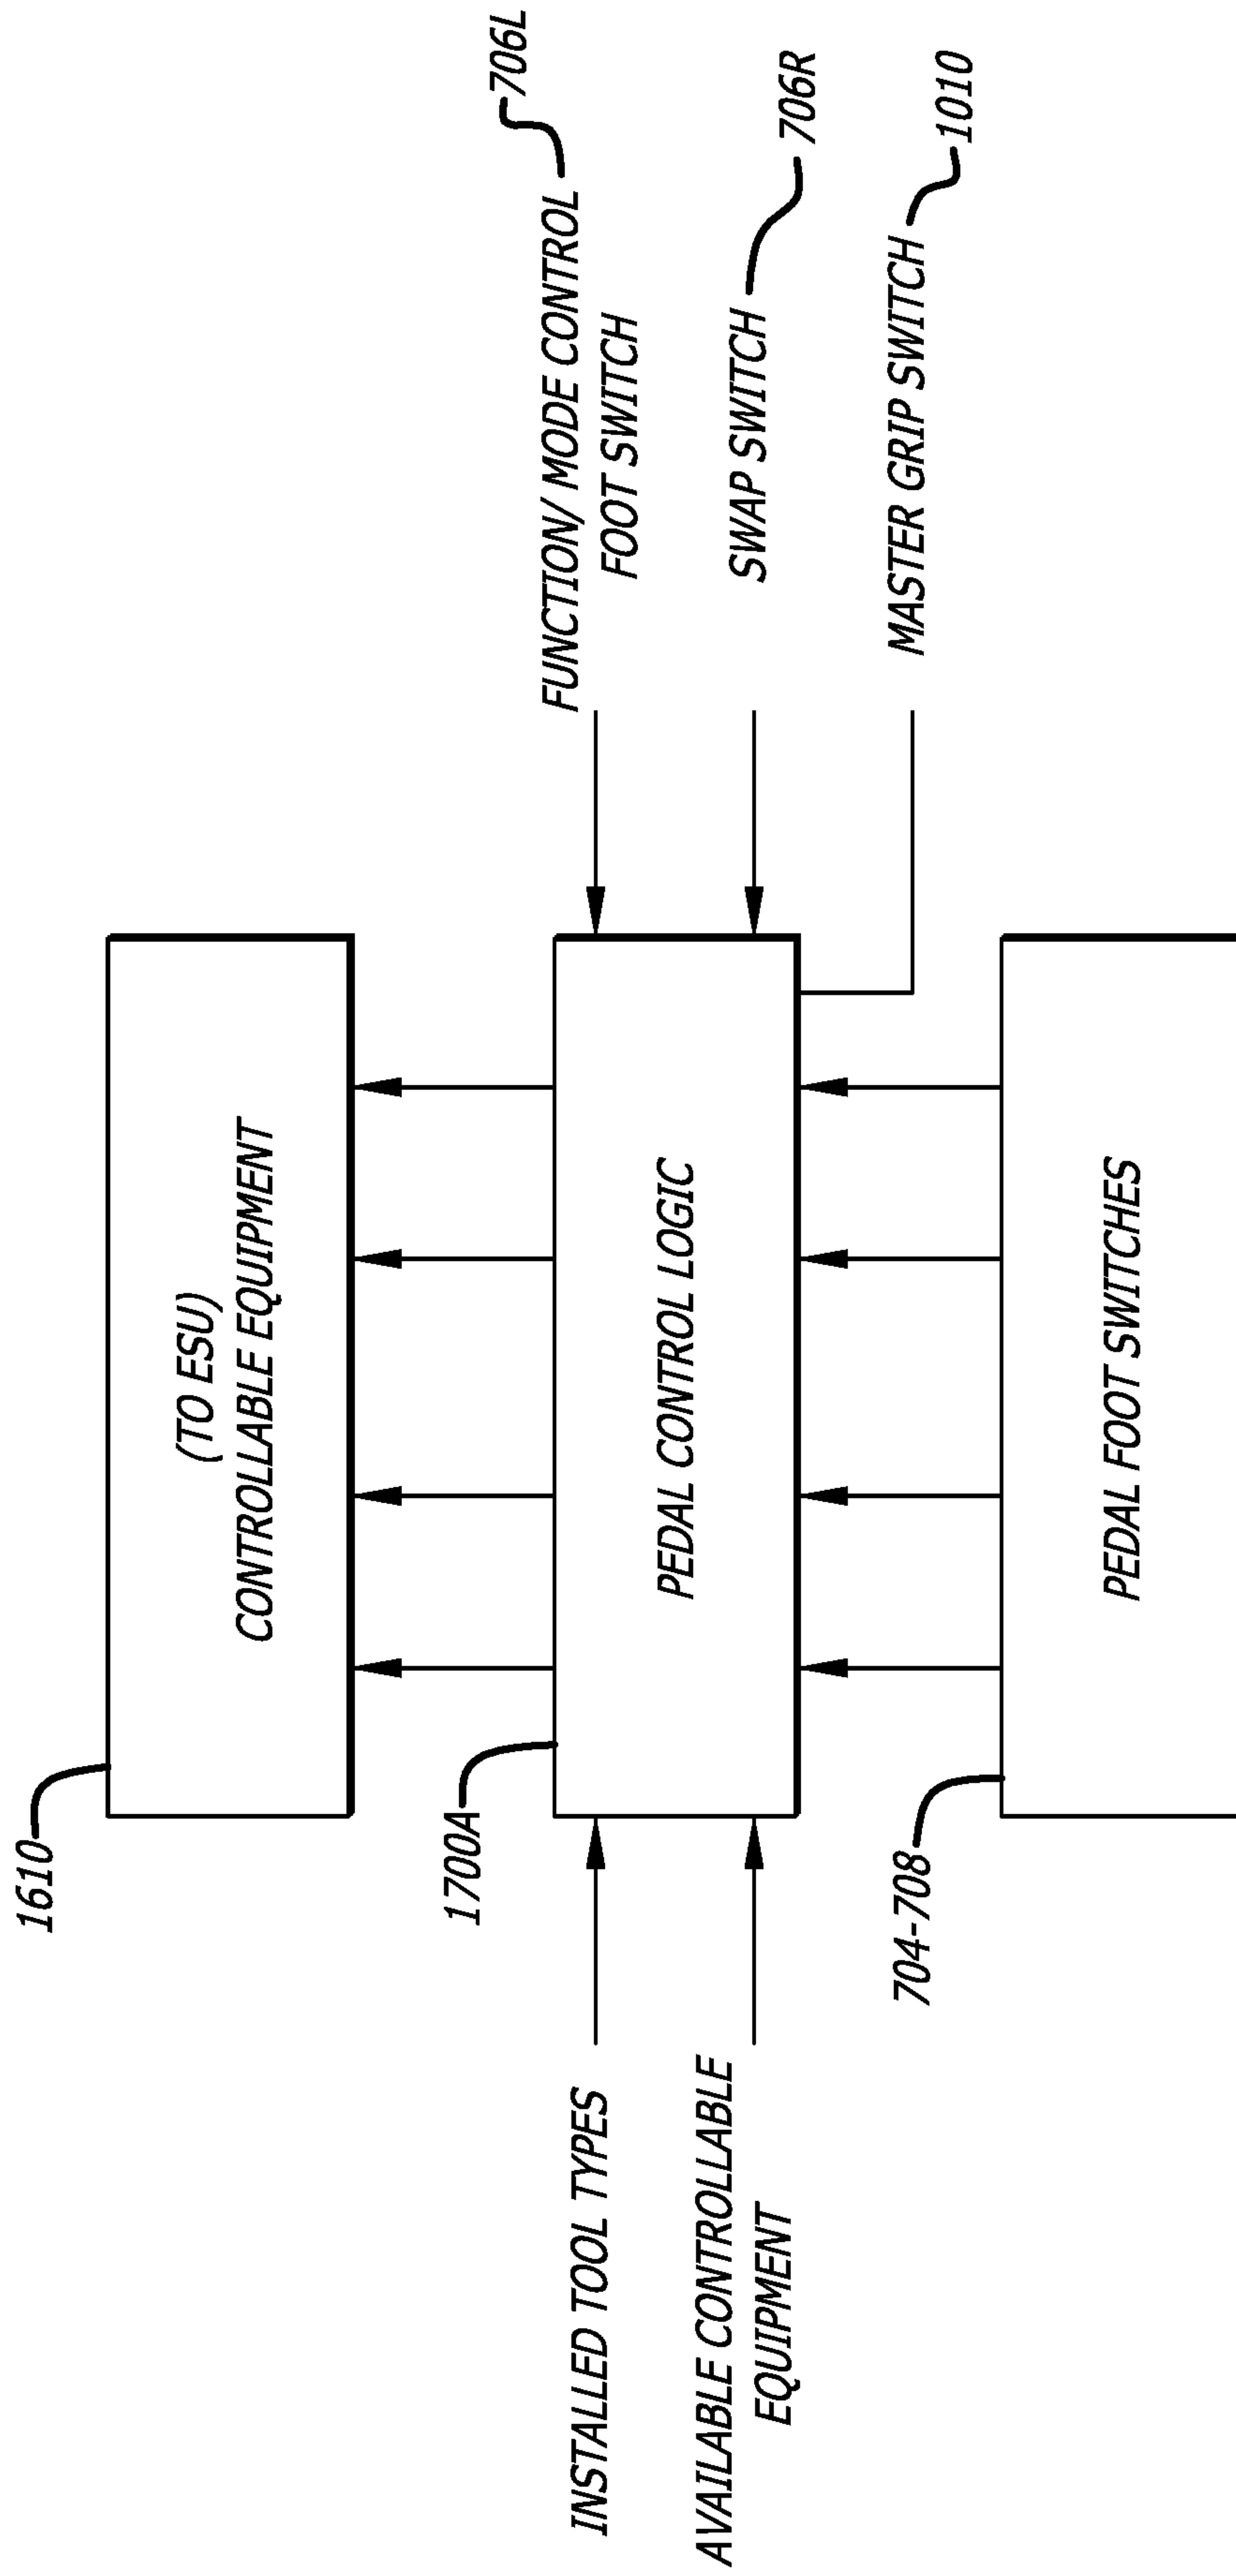 1610
(TO ESU)
CONTROLLABLE EQUIPMENT
1700A
PEDAL CONTROL LOGIC
INSTALLED TOOL TYPES
AVAILABLE CONTROLLABLE
EQUIPMENT
FUNCTION/ MODE CONTROL
FOOT SWITCH
706L
SWAP SWITCH
706R
MASTER GRIP SWITCH
1010
704-708
PEDAL FOOT SWITCHES